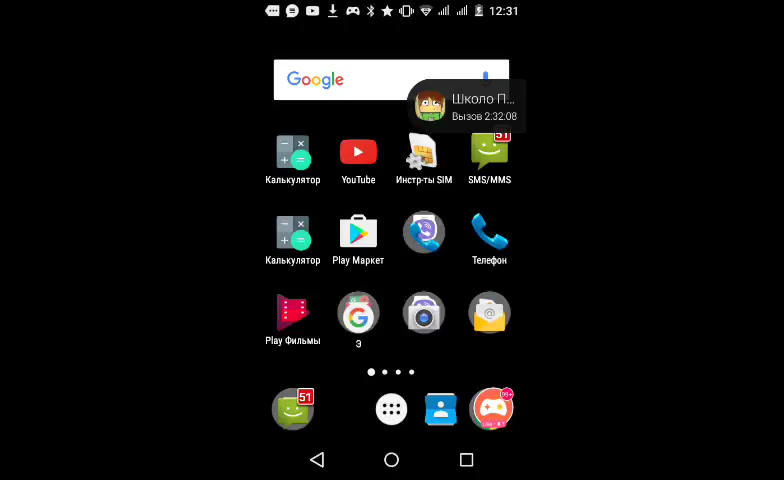 12:31
Google
Школо П...
Вызов 2:32:08
51
Калькулятор
YouTube
Инстр-ты SIM
SMS/MMS
Калькулятор
Play Маркет
Телефон
Play Фильмы
Э
51
99+